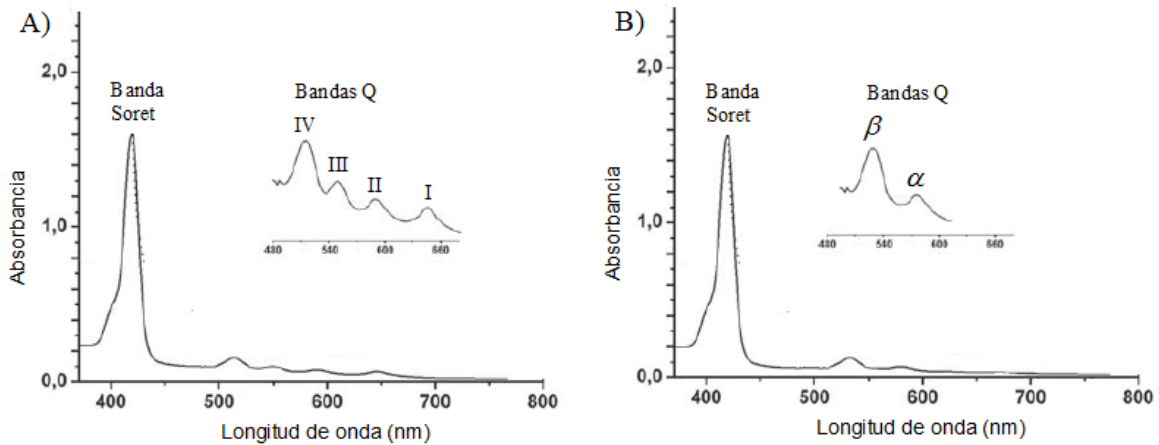 A)
2,0
Banda
Soret
Bandas Q
IV
III
II
I
480
540
600
660
1,0
Absorbancia
0,0
400
500
600
700
800
Longitud de onda (nm)
B)
2,0
Banda
Soret
Bandas Q
β
α
480
540
600
660
1,0
Absorbancia
0,0
400
500
600
700
800
Longitud de onda (nm)